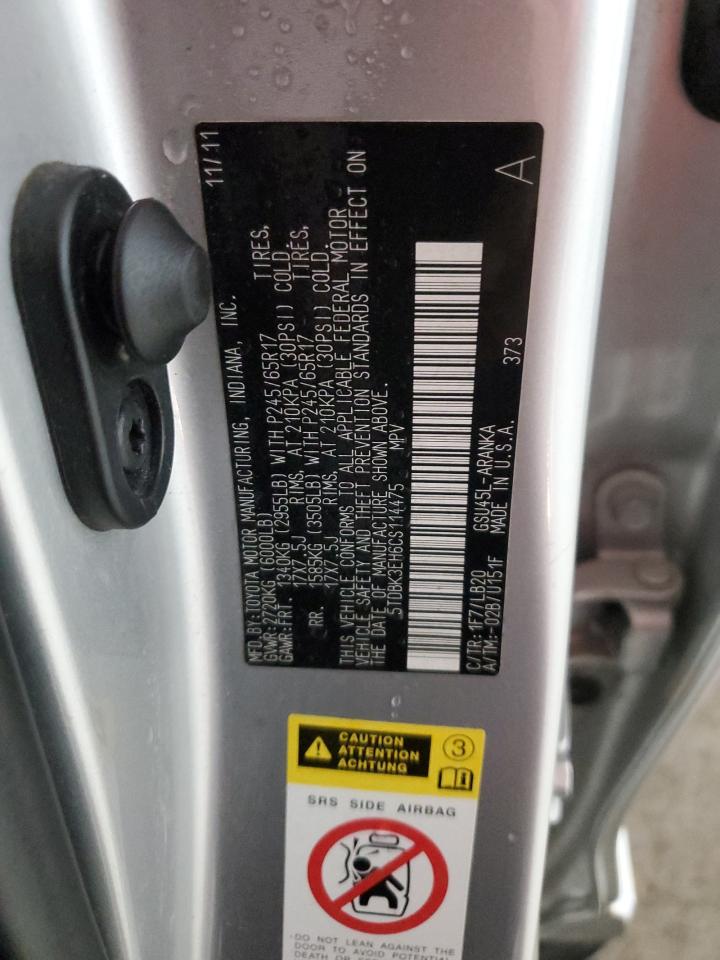 MFD.BY:TOYOTA MOTOR MANUFACTURING, INDIANA, INC. 11/11
GVWR:2720KG(6000LB)
GAWR:FRT. 1340KG (2955LB) WITH P245/65R17 TIRES,
17X7.5J RIMS, AT 210KPA (30PSI) COLD
RR. 1585KG (3505LB) WITH P245/65R17 TIRES,
17X7.5J RIMS, AT 210KPA (30PSI) COLD.
THIS VEHICLE CONFORMS TO ALL APPLICABLE FEDERAL MOTOR
VEHICLE SAFETY AND THEFT PREVENTION STANDARDS IN EFFECT ON
THE DATE OF MANUFACTURE SHOWN ABOVE.
5TDBK3EH6CS114475 MPV
C/TR:1F7/LB20 GSU45L-ARANKA 373
A/TM:-02B/U151F MADE IN U.S.A. A
CAUTION
ATTENTION
ACHTUNG
3
SRS SIDE AIRBAG
·DO NOT LEAN AGAINST THE
DOOR TO AVOID POTENTIAL
DEATH OR